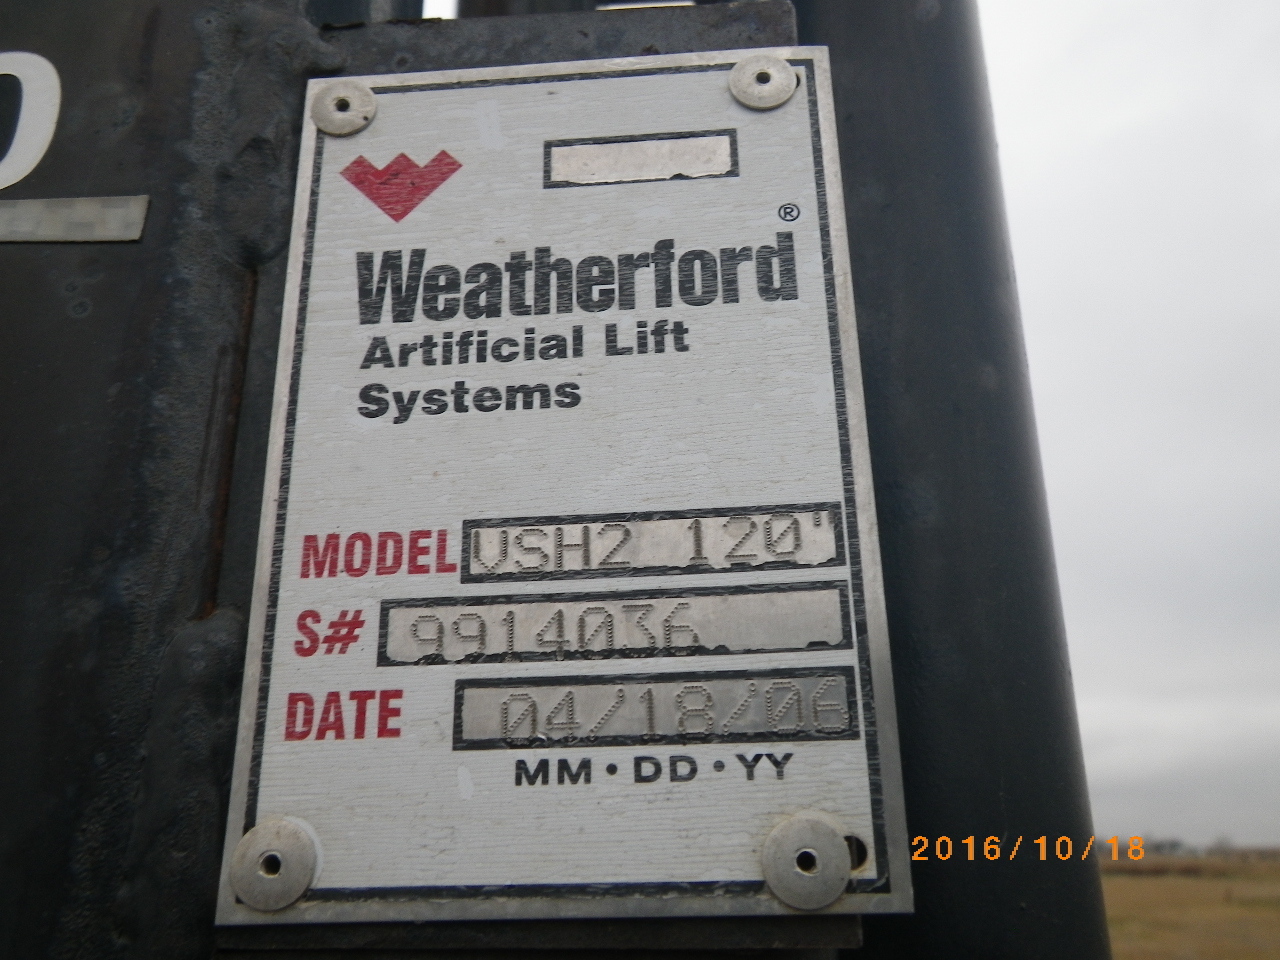 ®
Weatherford
Artificial Lift
Systems
MODEL VSH2 120"
S# 9914036
DATE 04/18/06
MM·DD·YY
2016/10/18